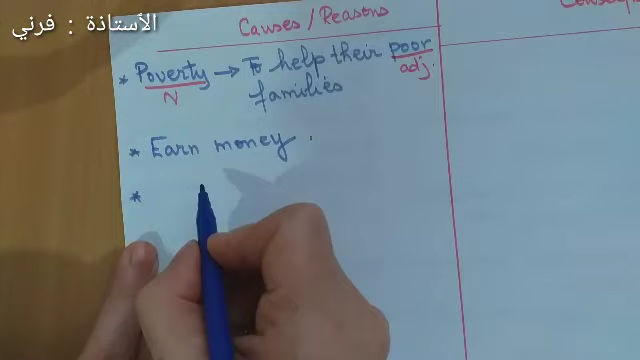 الأستاذة : فرني
Causes / Reasons
* Poverty → To help their poor
N
adj.
families
* Earn money .
*